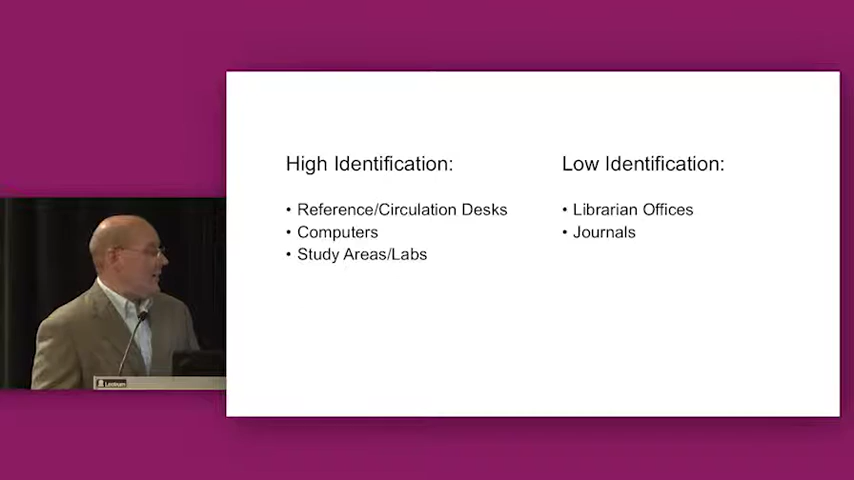 High Identification:
• Reference/Circulation Desks
• Computers
• Study Areas/Labs
Low Identification:
• Librarian Offices
• Journals